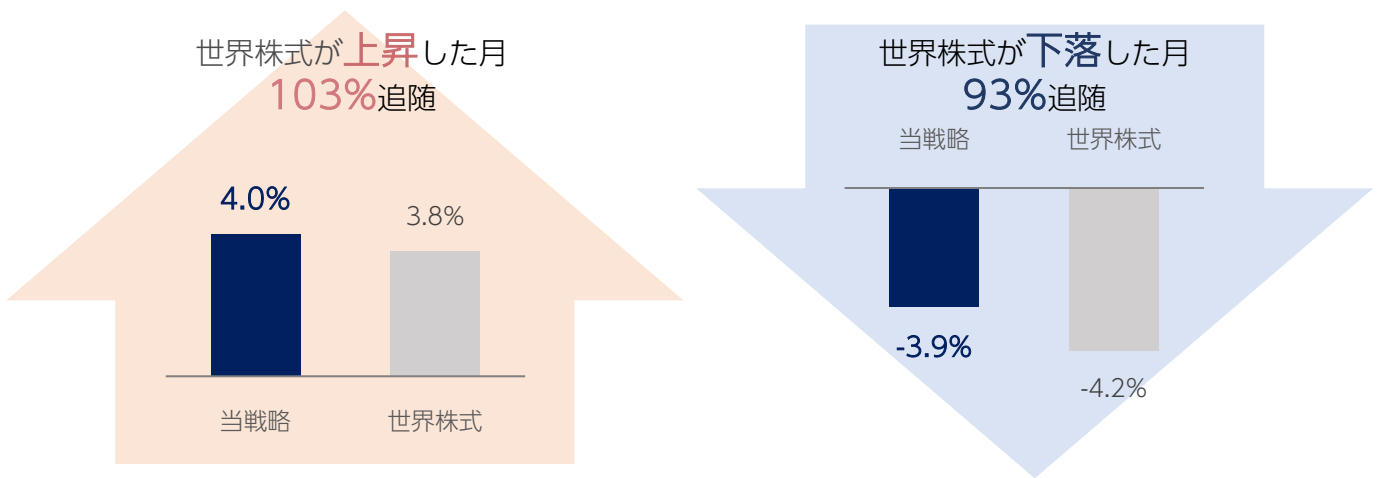 世界株式が上昇した月
103%追随
4.0%
3.8%
当戦略
世界株式
世界株式が下落した月
93%追随
当戦略
世界株式
-3.9%
-4.2%